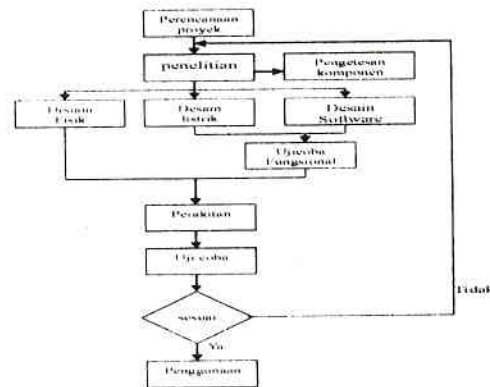 Perencanaan
proyek
penelitian
Pengetesan
komponen
Desain
Fisik
Desain
listrik
Desain
Software
Ujicoba
Fungsional
Perakitan
Uji coba
sesuai
Tidak
Ya
Penggunaan